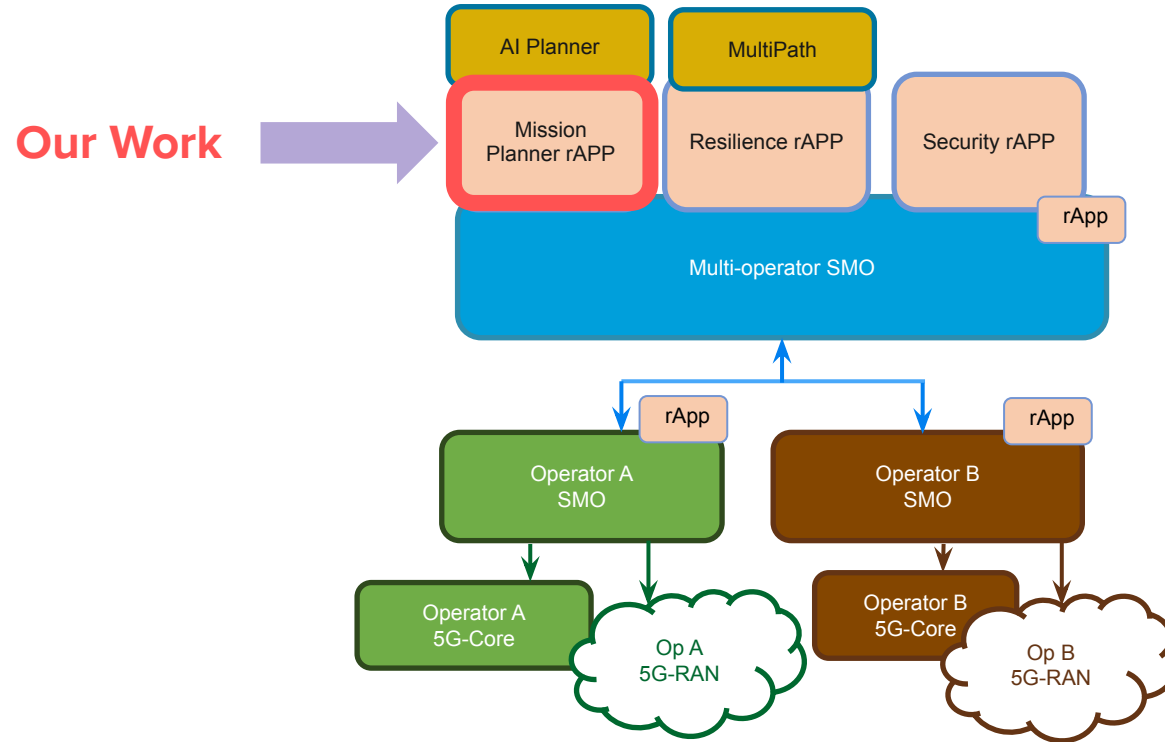 AI Planner
MultiPath
Our Work
Mission
Planner rAPP
Resilience rAPP
Security rAPP
rApp
Multi-operator SMO
rApp
rApp
Operator A
SMO
Operator B
SMO
Operator A
5G-Core
Op A
5G-RAN
Operator B
5G-Core
Op B
5G-RAN